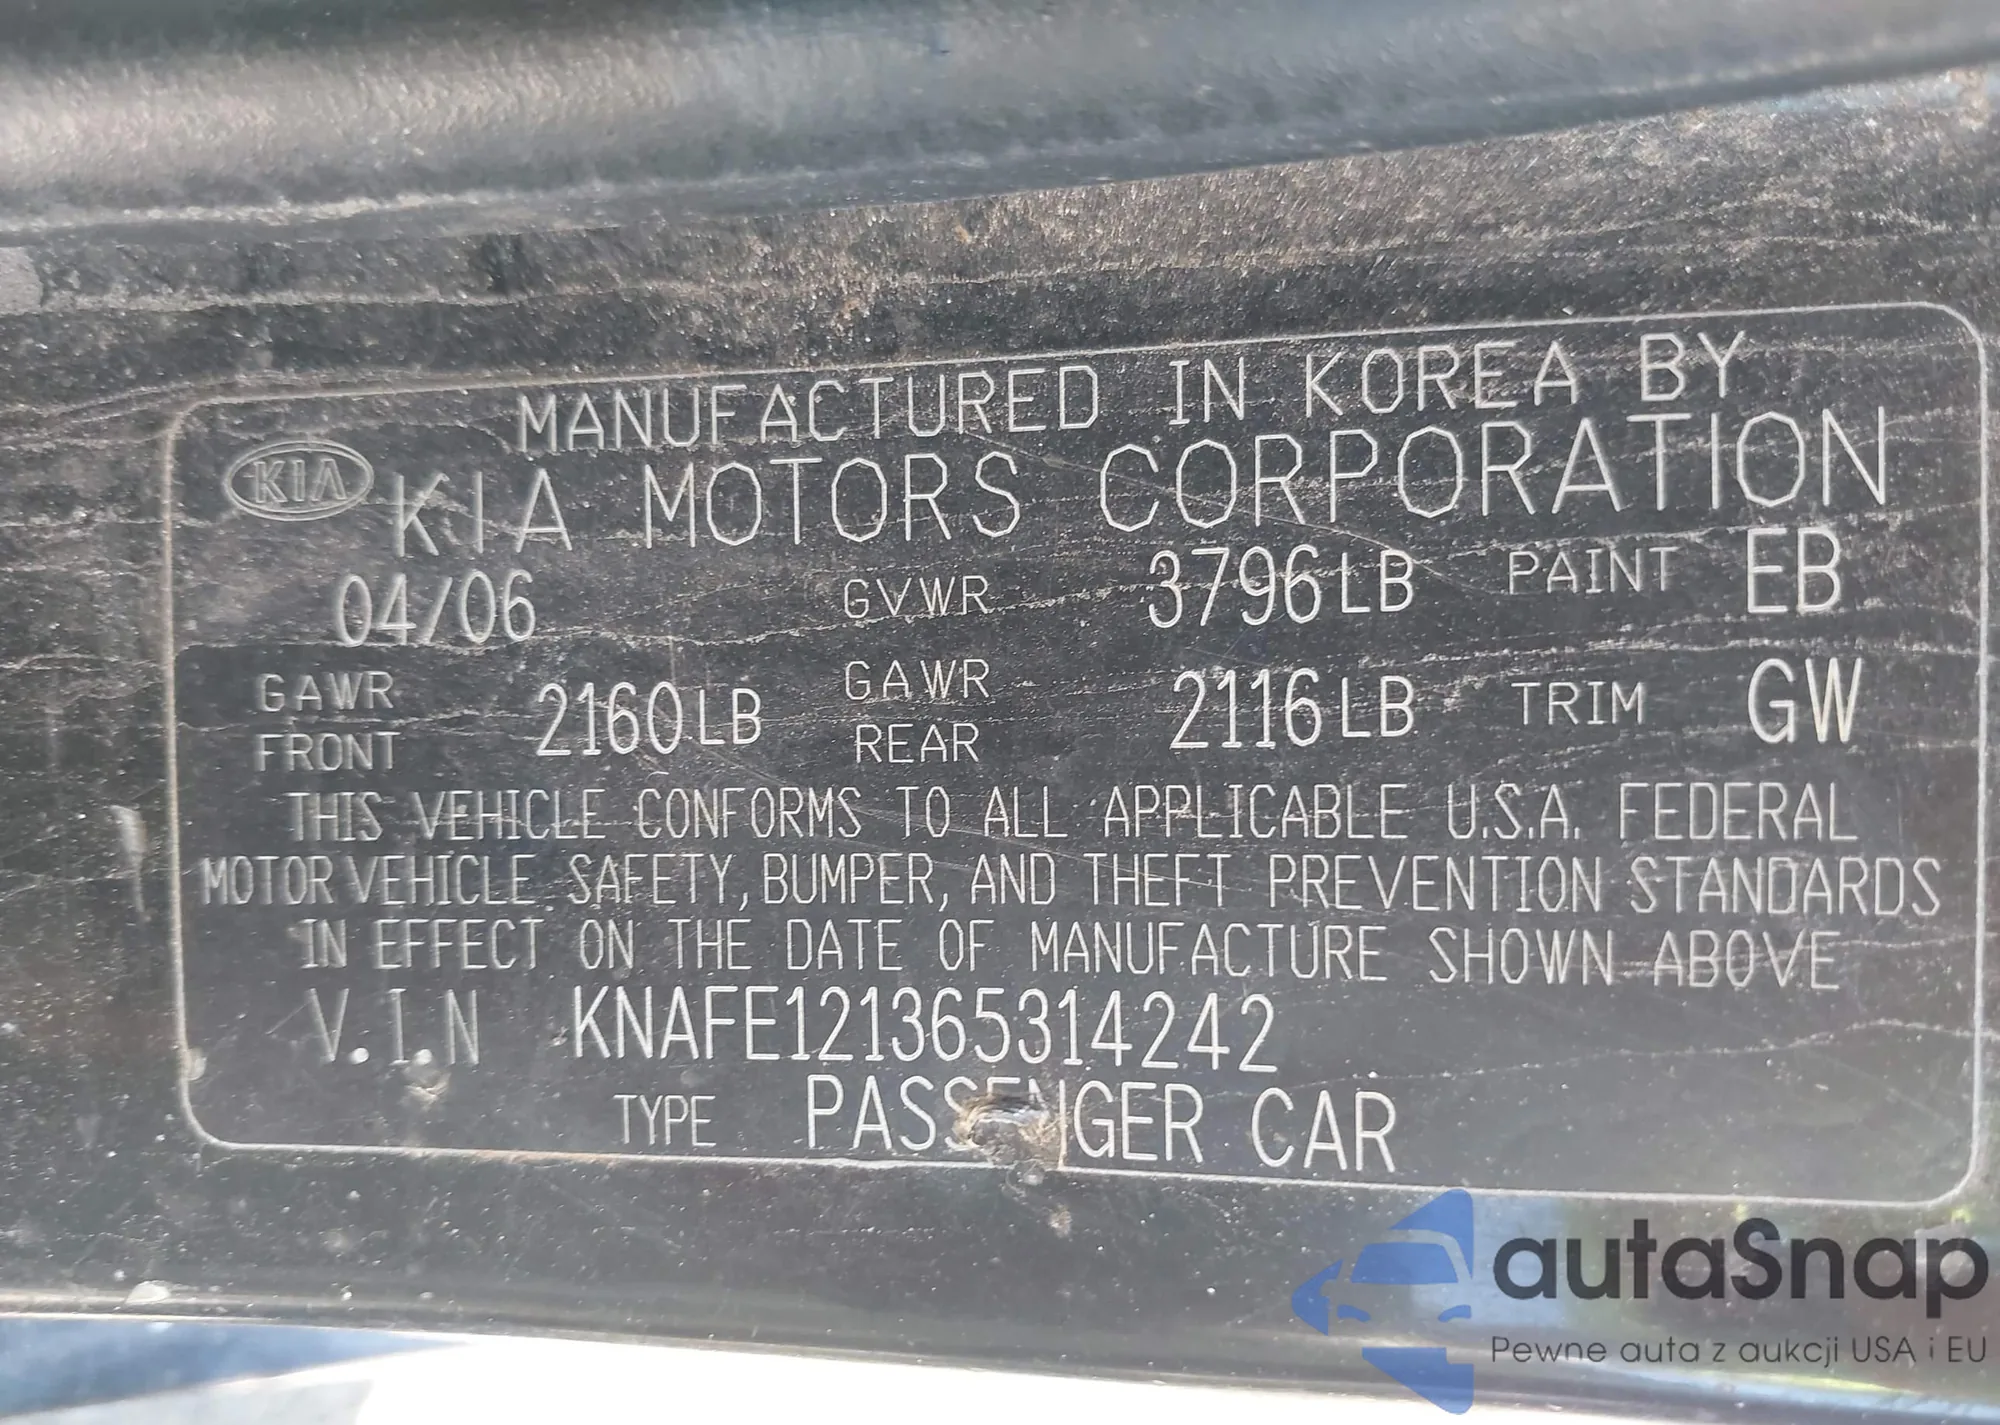 MANUFACTURED IN KOREA BY
KIA KIA MOTORS CORPORATION
04/06 GVWR 3796LB PAINT EB
GAWR FRONT 2160LB GAWR REAR 2116LB TRIM GW
THIS VEHICLE CONFORMS TO ALL APPLICABLE U.S.A. FEDERAL
MOTOR VEHICLE SAFETY, BUMPER, AND THEFT PREVENTION STANDARDS
IN EFFECT ON THE DATE OF MANUFACTURE SHOWN ABOVE
V.I.N KNAFE121365314242
TYPE PASSENGER CAR
autaSnap
Pewne auta z aukcji USA i EU